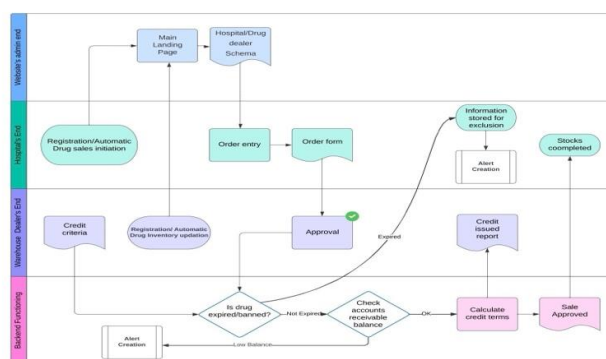 Website's admin end
Main
Landing
Page
Hospital/Drug
dealer
Schema
Hospital's End
Registration/Automatic
Drug sales initiation
Order entry
Order form
Information
stored for
exclusion
Alert
Creation
Stocks
coompleted
Warehouse Dealer's End
Credit
criteria
Registration/ Automatic
Drug Inventory updation
Approval
Expired
Credit
issued
report
Backend Functioning
Is drug
expired/banned?
Not Expired
Check
accounts
receivable
balance
OK
Calculate
credit terms
Sale
Approved
Alert
Creation
Low Balance